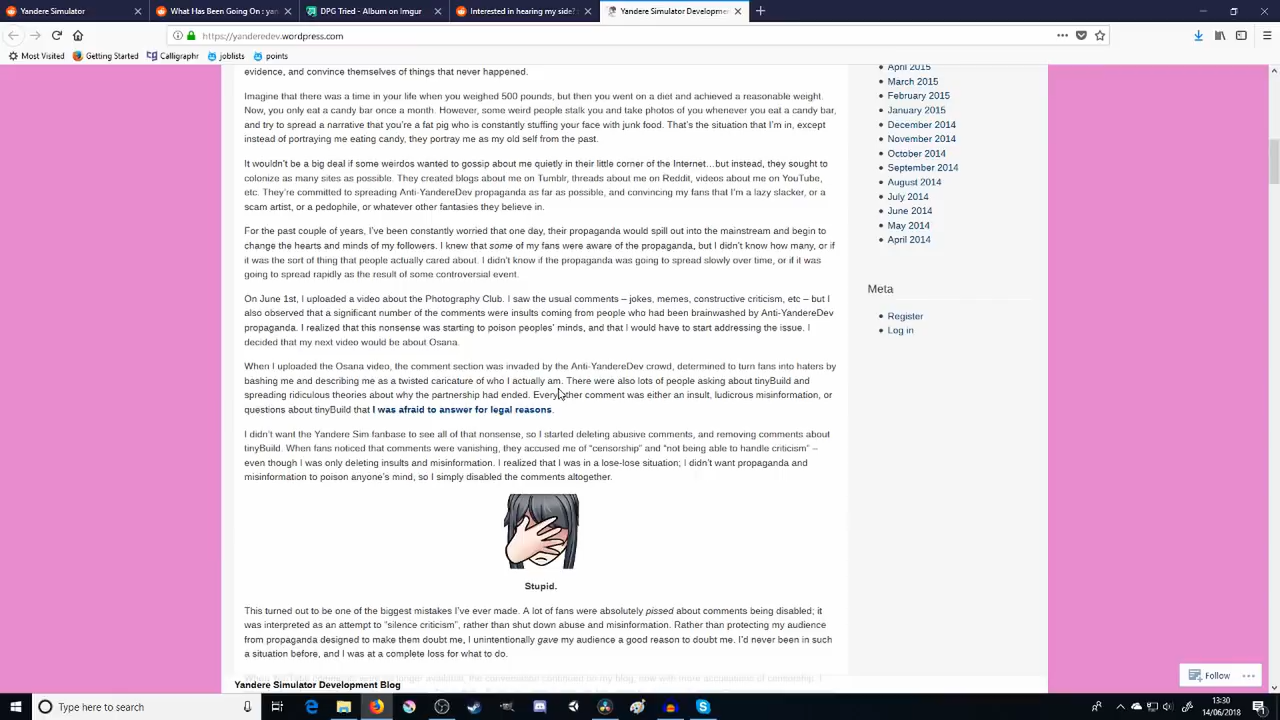 Yandere Simulator
What Has Been Going On : yan
DPG Tried - Album on Imgur
Interested in hearing my side? :
Yandere Simulator Developmen
https://yanderedev.wordpress.com
Most Visited
Getting Started
Calligraphr
joblists
points
evidence, and convince themselves of things that never happened.
Imagine that there was a time in your life when you weighed 500 pounds, but then you went on a diet and achieved a reasonable weight.
Now, you only eat a candy bar once a month. However, some weird people stalk you and take photos of you whenever you eat a candy bar,
and try to spread a narrative that you're a fat pig who is constantly stuffing your face with junk food. That's the situation that I'm in, except
instead of portraying me eating candy, they portray me as my old self from the past.
It wouldn't be a big deal if some weirdos wanted to gossip about me quietly in their little corner of the Internet…but instead, they sought to
colonize as many sites as possible. They created blogs about me on Tumblr, threads about me on Reddit, videos about me on YouTube,
etc. They're committed to spreading Anti-YandereDev propaganda as far as possible, and convincing my fans that I'm a lazy slacker, or a
scam artist, or a pedophile, or whatever other fantasies they believe in.
For the past couple of years, I've been constantly worried that one day, their propaganda would spill out into the mainstream and begin to
change the hearts and minds of my followers. I knew that some of my fans were aware of the propaganda, but I didn't know how many, or if
it was the sort of thing that people actually cared about. I didn't know if the propaganda was going to spread slowly over time, or if it was
going to spread rapidly as the result of some controversial event.
On June 1st, I uploaded a video about the Photography Club. I saw the usual comments – jokes, memes, constructive criticism, etc – but I
also observed that a significant number of the comments were insults coming from people who had been brainwashed by Anti-YandereDev
propaganda. I realized that this nonsense was starting to poison peoples' minds, and that I would have to start addressing the issue. I
decided that my next video would be about Osana.
When I uploaded the Osana video, the comment section was invaded by the Anti-YandereDev crowd, determined to turn fans into haters by
bashing me and describing me as a twisted caricature of who I actually am. There were also lots of people asking about tinyBuild and
spreading ridiculous theories about why the partnership had ended. Every other comment was either an insult, ludicrous misinformation, or
questions about tinyBuild that I was afraid to answer for legal reasons.
I didn't want the Yandere Sim fanbase to see all of that nonsense, so I started deleting abusive comments, and removing comments about
tinyBuild. When fans noticed that comments were vanishing, they accused me of "censorship" and "not being able to handle criticism" –
even though I was only deleting insults and misinformation. I realized that I was in a lose-lose situation; I didn't want propaganda and
misinformation to poison anyone's mind, so I simply disabled the comments altogether.
Stupid.
This turned out to be one of the biggest mistakes I've ever made. A lot of fans were absolutely pissed about comments being disabled; it
was interpreted as an attempt to "silence criticism", rather than shut down abuse and misinformation. Rather than protecting my audience
from propaganda designed to make them doubt me, I unintentionally gave my audience a good reason to doubt me. I'd never been in such
a situation before, and I was at a complete loss for what to do.
Yandere Simulator Development Blog
April 2015
March 2015
February 2015
January 2015
December 2014
November 2014
October 2014
September 2014
August 2014
July 2014
June 2014
May 2014
April 2014
Meta
Register
Log in
Follow
Type here to search
13:30
14/06/2018